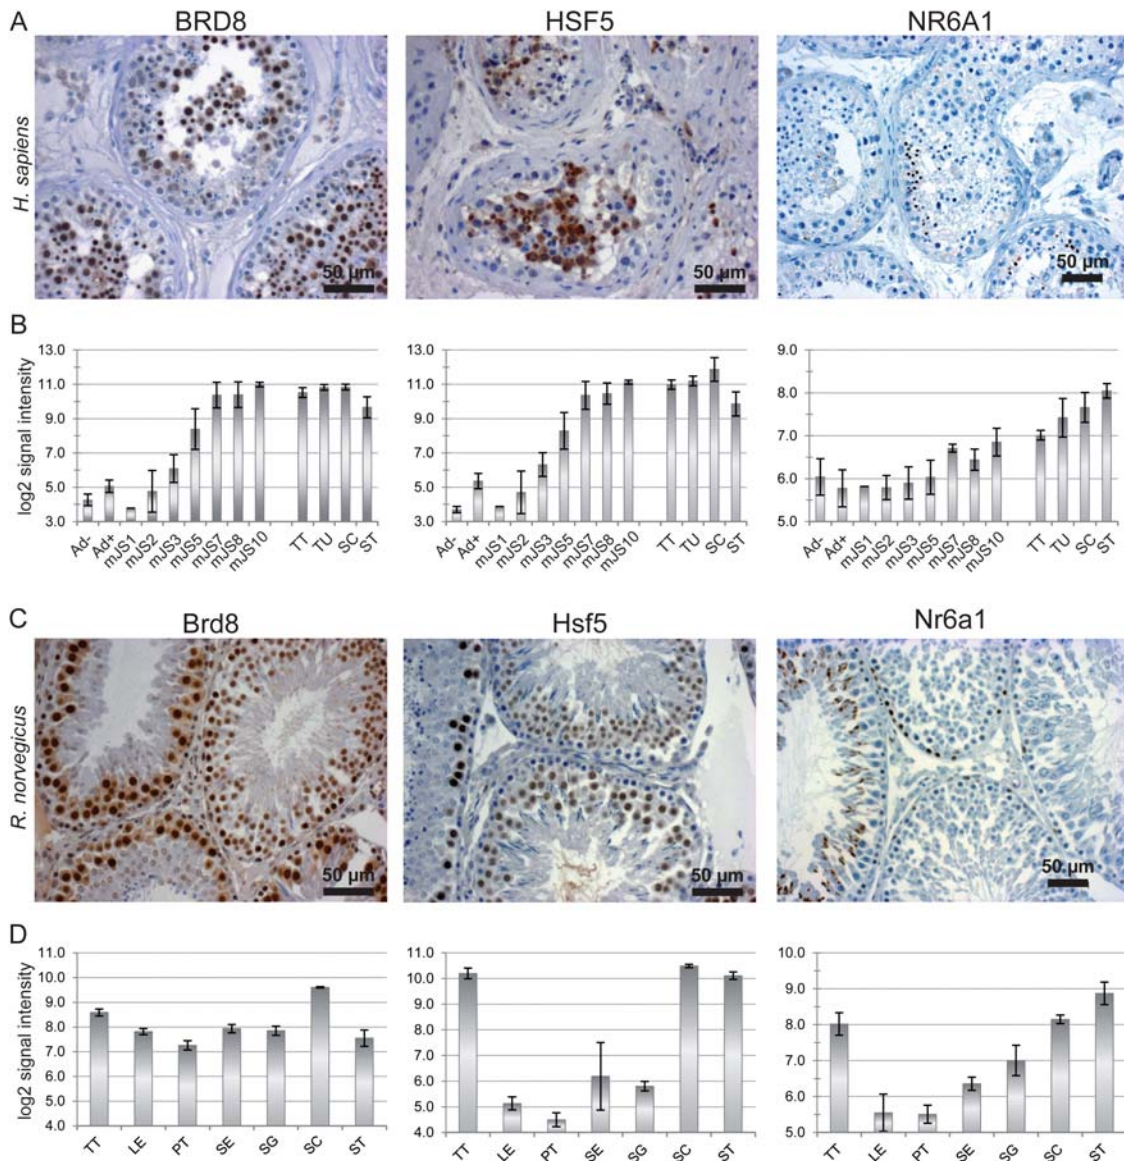 A
BRD8 HSF5 NR6A1
H. sapiens
50 µm 50 µm 50 µm
B
log2 signal intensity
13.0 13.0 9.0
11.0 11.0 8.0
9.0 9.0 7.0
7.0 7.0 6.0
5.0 5.0 5.0
3.0 3.0
Ad- Ad+ mJS1 mJS2 mJS3 mJS5 mJS7 mJS8 mJS10 TT TU SC ST
Ad- Ad+ mJS1 mJS2 mJS3 mJS5 mJS7 mJS8 mJS10 TT TU SC ST
Ad- Ad+ mJS1 mJS2 mJS3 mJS5 mJS7 mJS8 mJS10 TT TU SC ST
C
Brd8 Hsf5 Nr6a1
R. norvegicus
50 µm 50 µm 50 µm
D
log2 signal intensity
11.0 11.0 10.0
10.0 10.0 9.0
9.0 9.0 8.0
8.0 8.0 7.0
7.0 7.0 6.0
6.0 6.0 5.0
5.0 5.0
4.0 4.0
TT LE PT SE SG SC ST
TT LE PT SE SG SC ST
TT LE PT SE SG SC ST